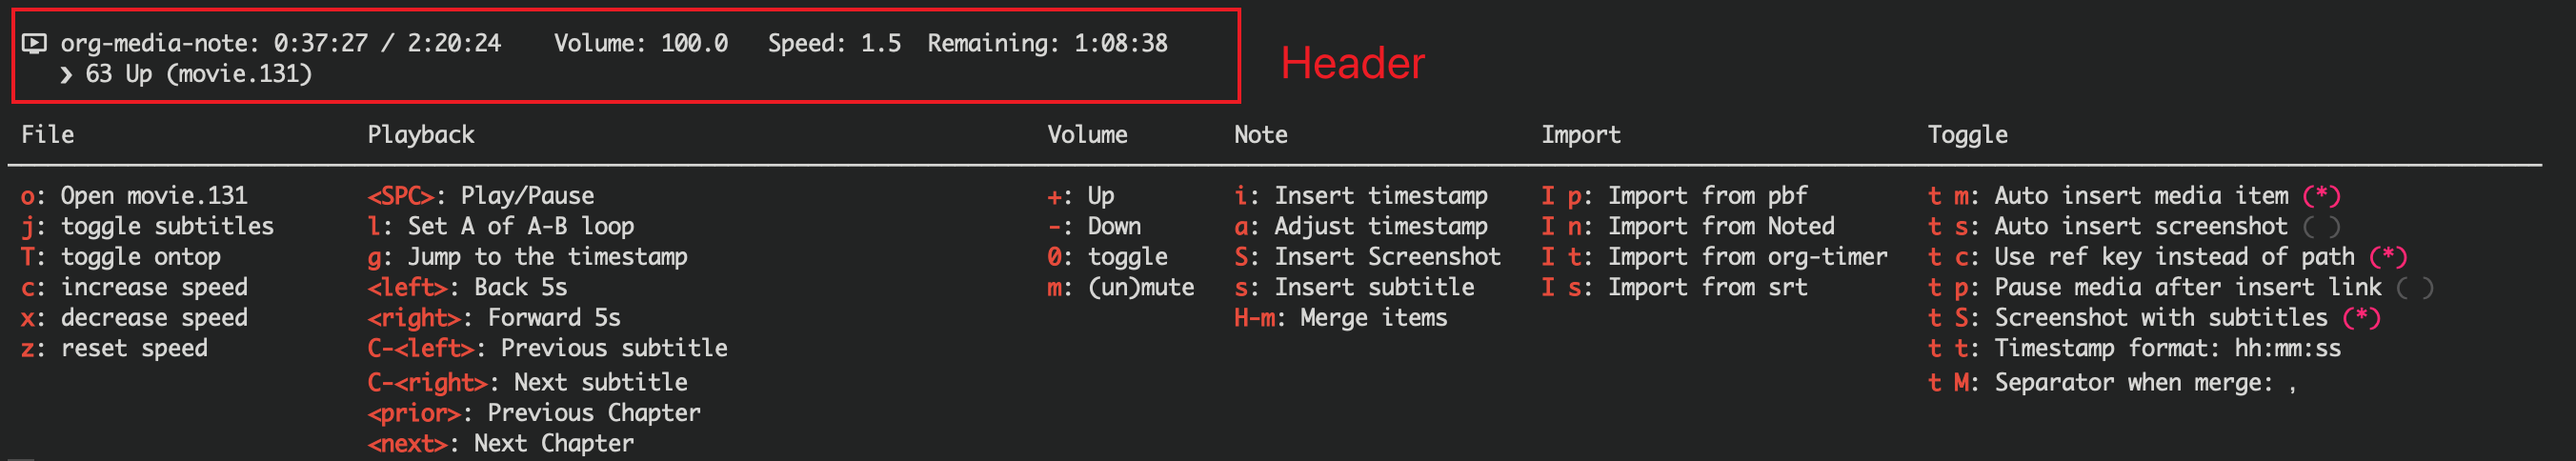 org-media-note: 0:37:27 / 2:20:24    Volume: 100.0   Speed: 1.5  Remaining: 1:08:38
❯ 63 Up (movie.131)
Header
File Playback Volume Note Import Toggle
o: Open movie.131 <SPC>: Play/Pause +: Up i: Insert timestamp I p: Import from pbf t m: Auto insert media item (*)
j: toggle subtitles l: Set A of A-B loop -: Down a: Adjust timestamp I n: Import from Noted t s: Auto insert screenshot ( )
T: toggle ontop g: Jump to the timestamp 0: toggle S: Insert Screenshot I t: Import from org-timer t c: Use ref key instead of path (*)
c: increase speed <left>: Back 5s m: (un)mute s: Insert subtitle I s: Import from srt t p: Pause media after insert link ( )
x: decrease speed <right>: Forward 5s H-m: Merge items t S: Screenshot with subtitles (*)
z: reset speed C-<left>: Previous subtitle t t: Timestamp format: hh:mm:ss
C-<right>: Next subtitle t M: Separator when merge: ,
<prior>: Previous Chapter
<next>: Next Chapter